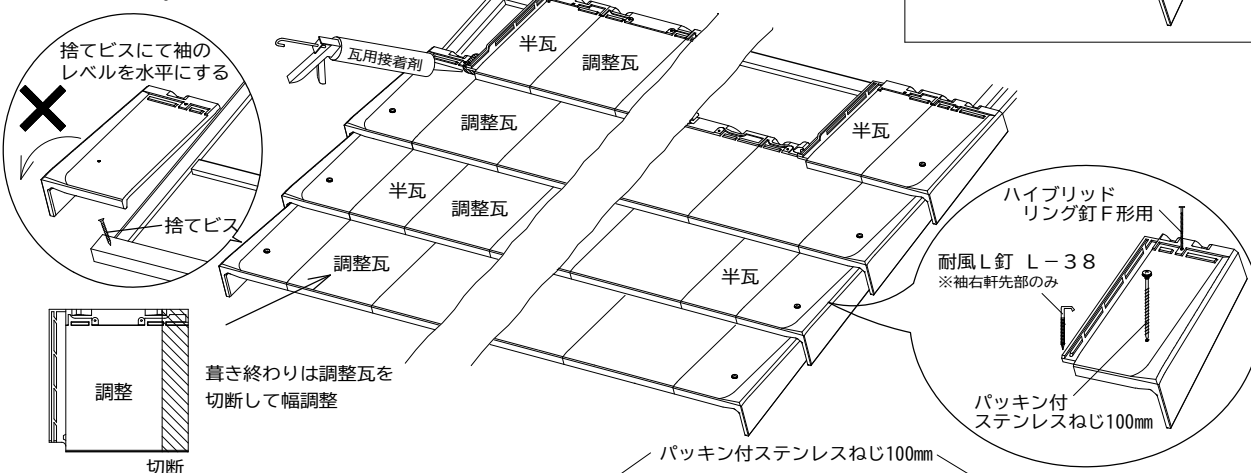 捨てビスにて袖の
レベルを水平にする
捨てビス
瓦用接着剤
半瓦
調整瓦
調整瓦
半瓦
半瓦
調整瓦
調整瓦
半瓦
ハイブリッド
リング釘F形用
耐風L釘 L−38
※袖右軒先部のみ
パッキン付
ステンレスねじ100mm
調整
切断
葺き終わりは調整瓦を
切断して幅調整
パッキン付ステンレスねじ100mm